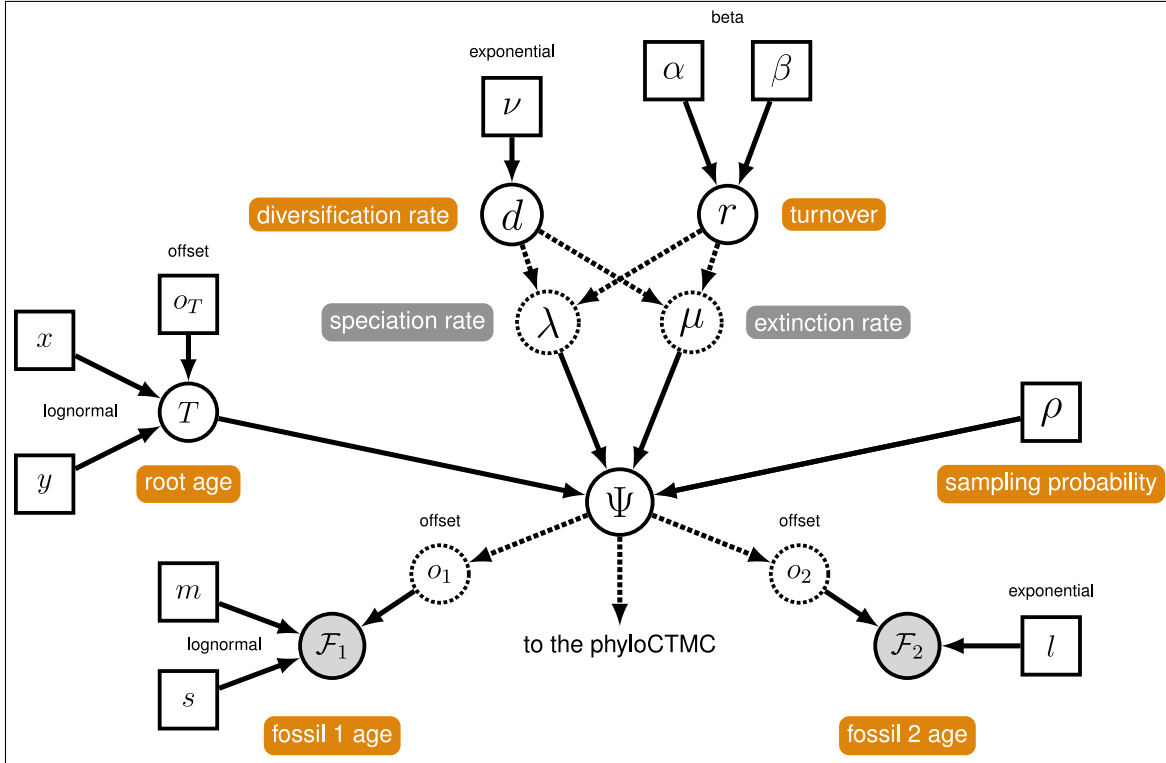 beta
exponential
α
β
ν
diversification rate
d
r
turnover
offset
o_T
speciation rate
λ
μ
extinction rate
x
lognormal
T
ρ
y
root age
sampling probability
Ψ
offset
offset
o_1
o_2
m
exponential
lognormal
F_1
to the phyloCTMC
F_2
l
s
fossil 1 age
fossil 2 age